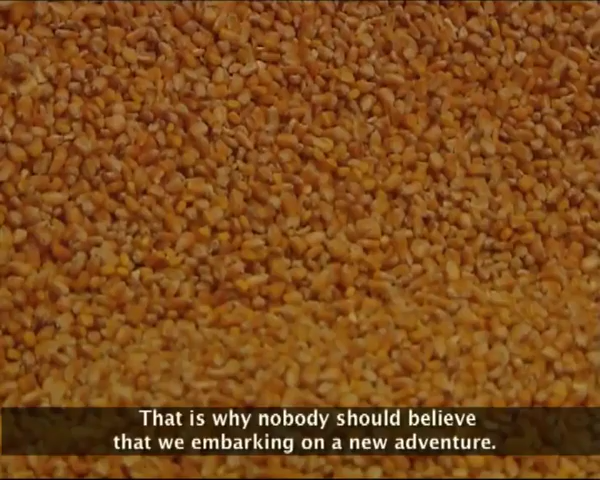 That is why nobody should believe
that we embarking on a new adventure.